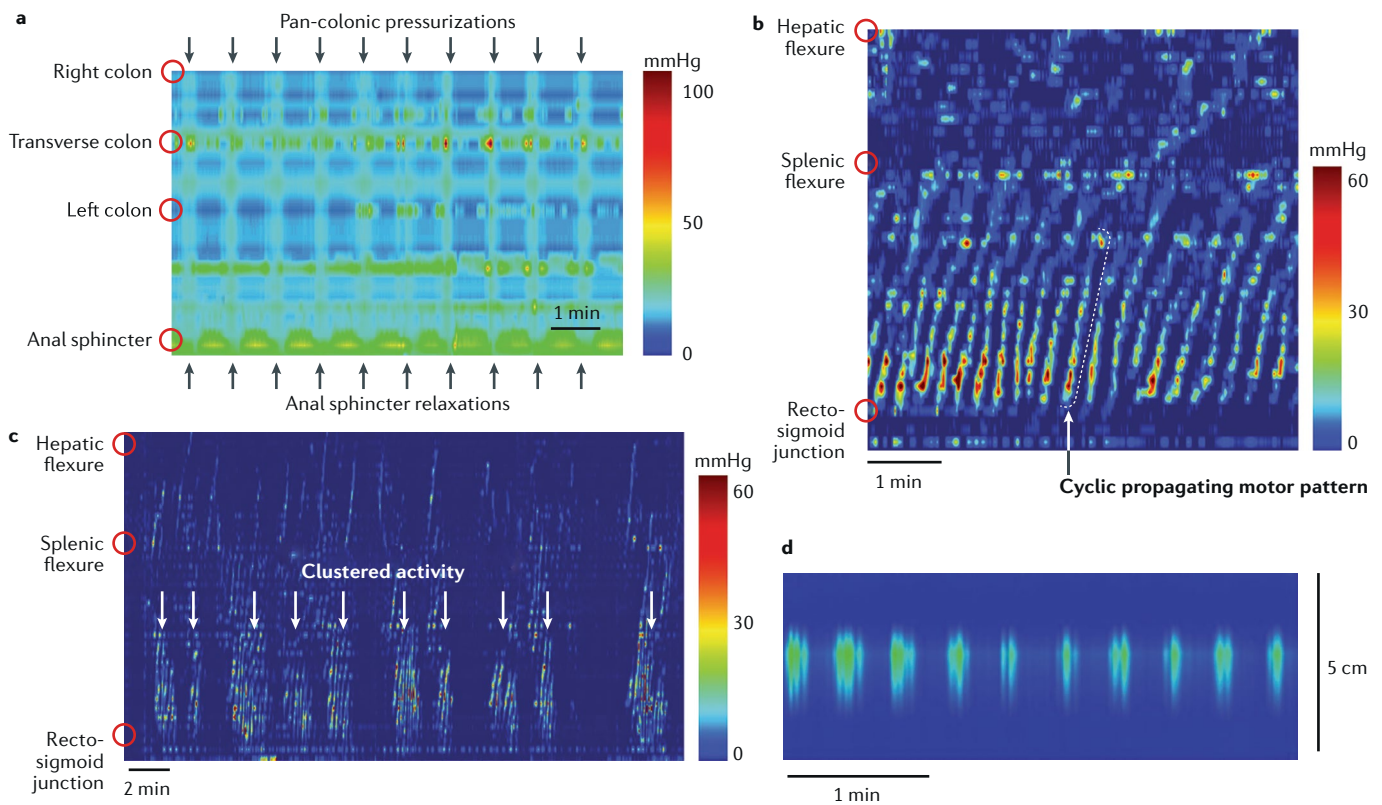 a
Pan-colonic pressurizations
Right colon
Transverse colon
Left colon
Anal sphincter
mmHg
100
50
0
1 min
Anal sphincter relaxations
b
Hepatic
flexure
Splenic
flexure
Recto-
sigmoid
junction
mmHg
60
30
0
1 min
Cyclic propagating motor pattern
c
Hepatic
flexure
Splenic
flexure
Clustered activity
Recto-
sigmoid
junction
mmHg
60
30
0
2 min
d
5 cm
1 min